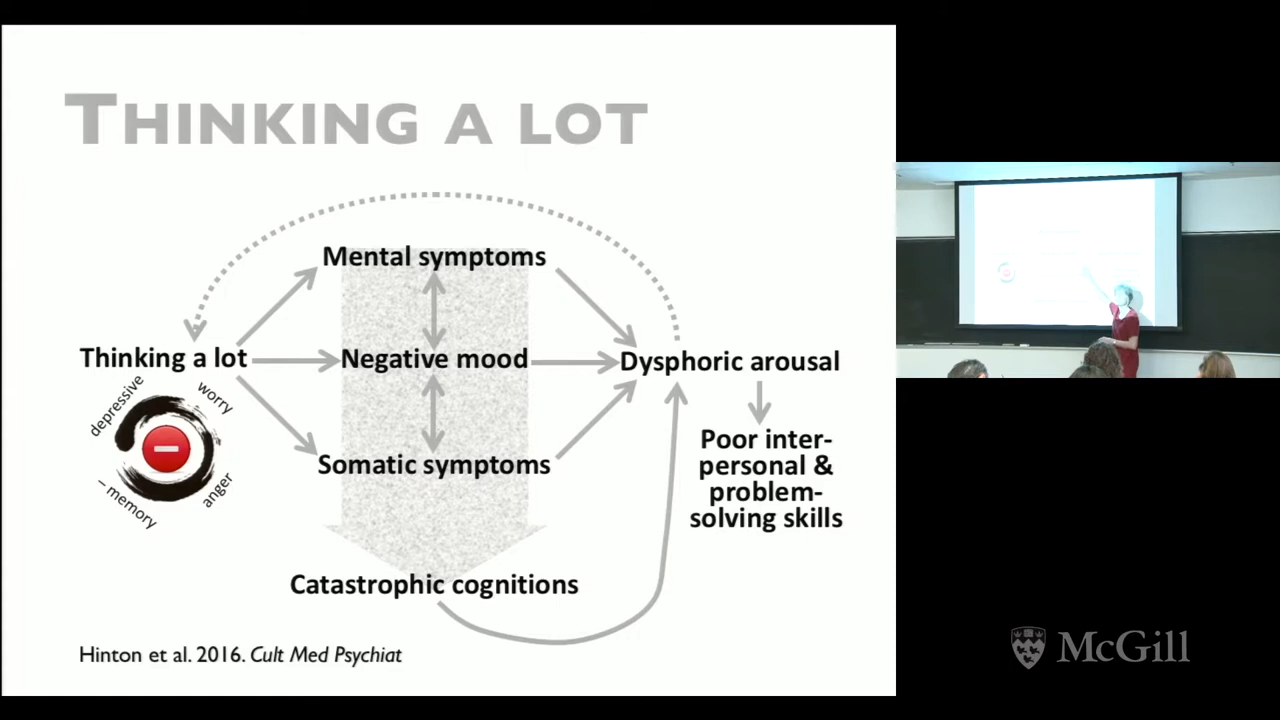 THINKING A LOT
Mental symptoms
Thinking a lot
Negative mood
Dysphoric arousal
depressive
worry
– memory
anger
Somatic symptoms
Poor inter-
personal &
problem-
solving skills
Catastrophic cognitions
Hinton et al. 2016. Cult Med Psychiat
McGill